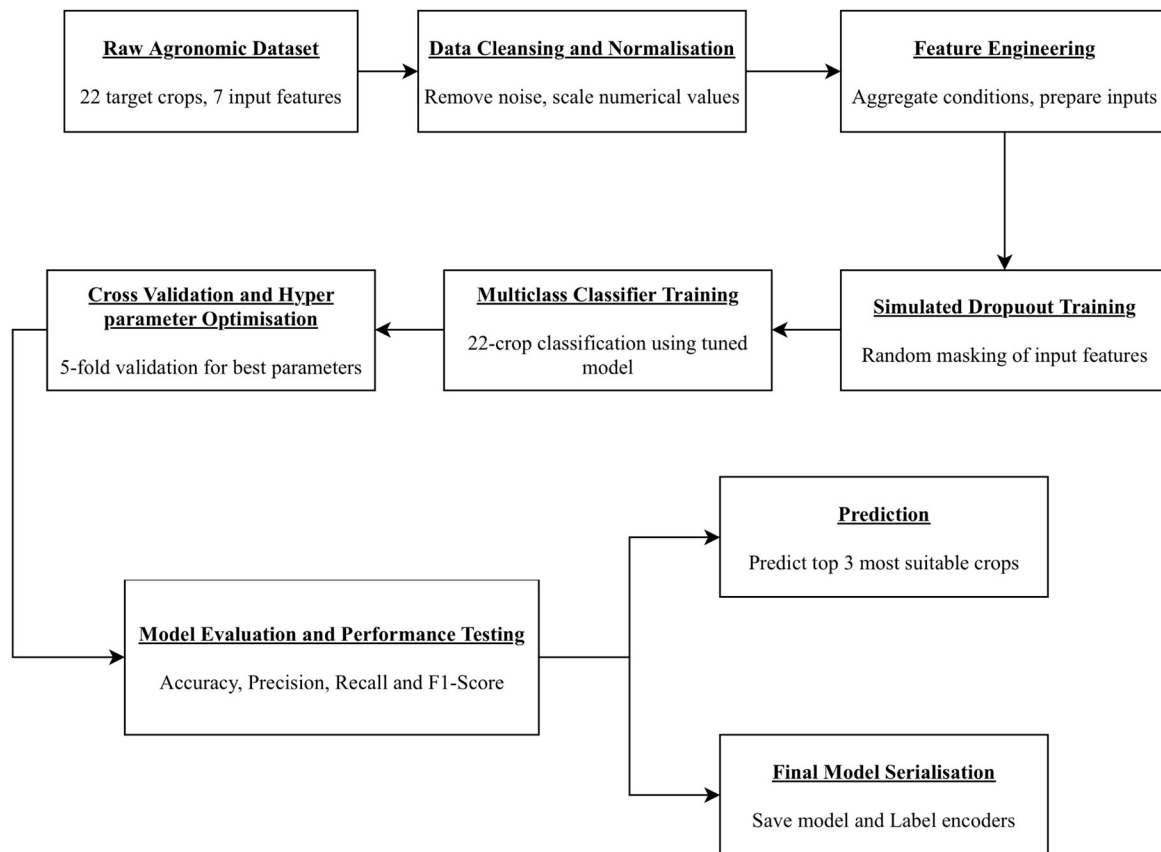 Raw Agronomic Dataset
22 target crops, 7 input features
Data Cleansing and Normalisation
Remove noise, scale numerical values
Feature Engineering
Aggregate conditions, prepare inputs
Simulated Dropuout Training
Random masking of input features
Multiclass Classifier Training
22-crop classification using tuned
model
Cross Validation and Hyper
parameter Optimisation
5-fold validation for best parameters
Model Evaluation and Performance Testing
Accuracy, Precision, Recall and F1-Score
Prediction
Predict top 3 most suitable crops
Final Model Serialisation
Save model and Label encoders